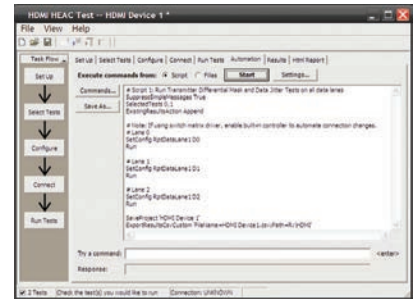 HDMI HEAC Test -- HDMI Device 1 *
File View Help
Task Flow
Set Up | Select Tests | Configure | Connect | Run Tests | Automation | Results | Html Report
Execute commands from: Script Files Start Settings...
Set Up
Select Tests
Configure
Connect
Run Tests
Commands...
Save As...
# Script 1: Run Transmitter Differential Mask and Data Jitter Tests on all data lanes
SuppressSimpleMessages True
SelectedTests 0,1
ExistingResultsAction Append
# Note: If using switch matrix driver, enable builtin controller to automate connection changes.
# Lane 0
SetConfig RptDataLane1 D0
Run
# Lane 1
SetConfig RptDataLane1 D1
Run
# Lane 2
SetConfig RptDataLane1 D2
Run
SaveProject 'HDMI Device 1'
Try a command: <enter>
Response:
2 Tests Check the test(s) you would like to run Connection: UNKNOWN